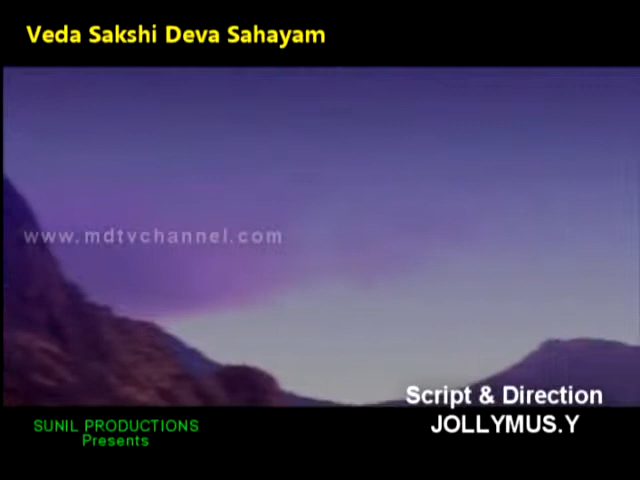 Veda Sakshi Deva Sahayam
www.mdtvchannel.com
Script & Direction
JOLLYMUS.Y
SUNIL PRODUCTIONS
Presents